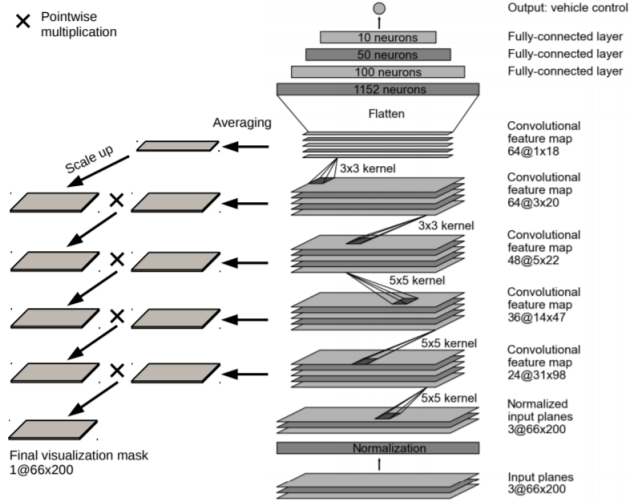 Pointwise
multiplication
Output: vehicle control
10 neurons
Fully-connected layer
50 neurons
Fully-connected layer
100 neurons
Fully-connected layer
1152 neurons
Flatten
Averaging
Scale up
Convolutional
feature map
64@1x18
3x3 kernel
Convolutional
feature map
64@3x20
3x3 kernel
Convolutional
feature map
48@5x22
5x5 kernel
Convolutional
feature map
36@14x47
5x5 kernel
Convolutional
feature map
24@31x98
5x5 kernel
Normalized
input planes
3@66x200
Normalization
Final visualization mask
1@66x200
Input planes
3@66x200